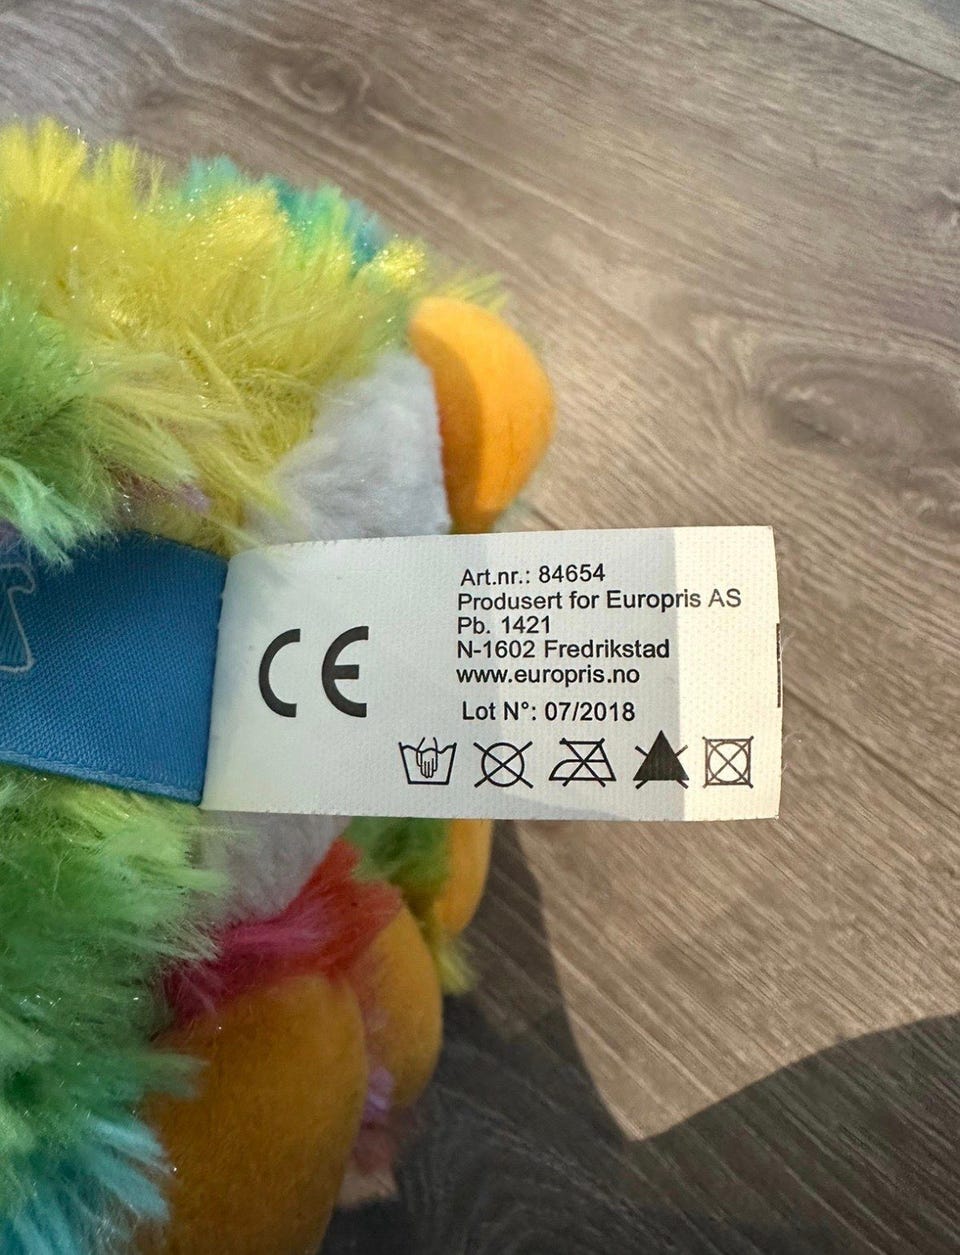 CE
Art.nr.: 84654
Produsert for Europris AS
Pb. 1421
N-1602 Fredrikstad
www.europris.no
Lot N°: 07/2018